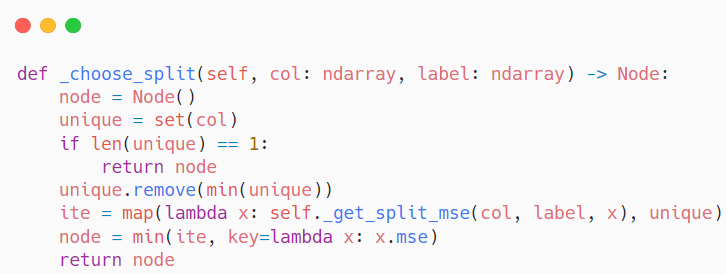 def _choose_split(self, col: ndarray, label: ndarray) -> Node:
    node = Node()
    unique = set(col)
    if len(unique) == 1:
        return node
    unique.remove(min(unique))
    ite = map(lambda x: self._get_split_mse(col, label, x), unique)
    node = min(ite, key=lambda x: x.mse)
    return node